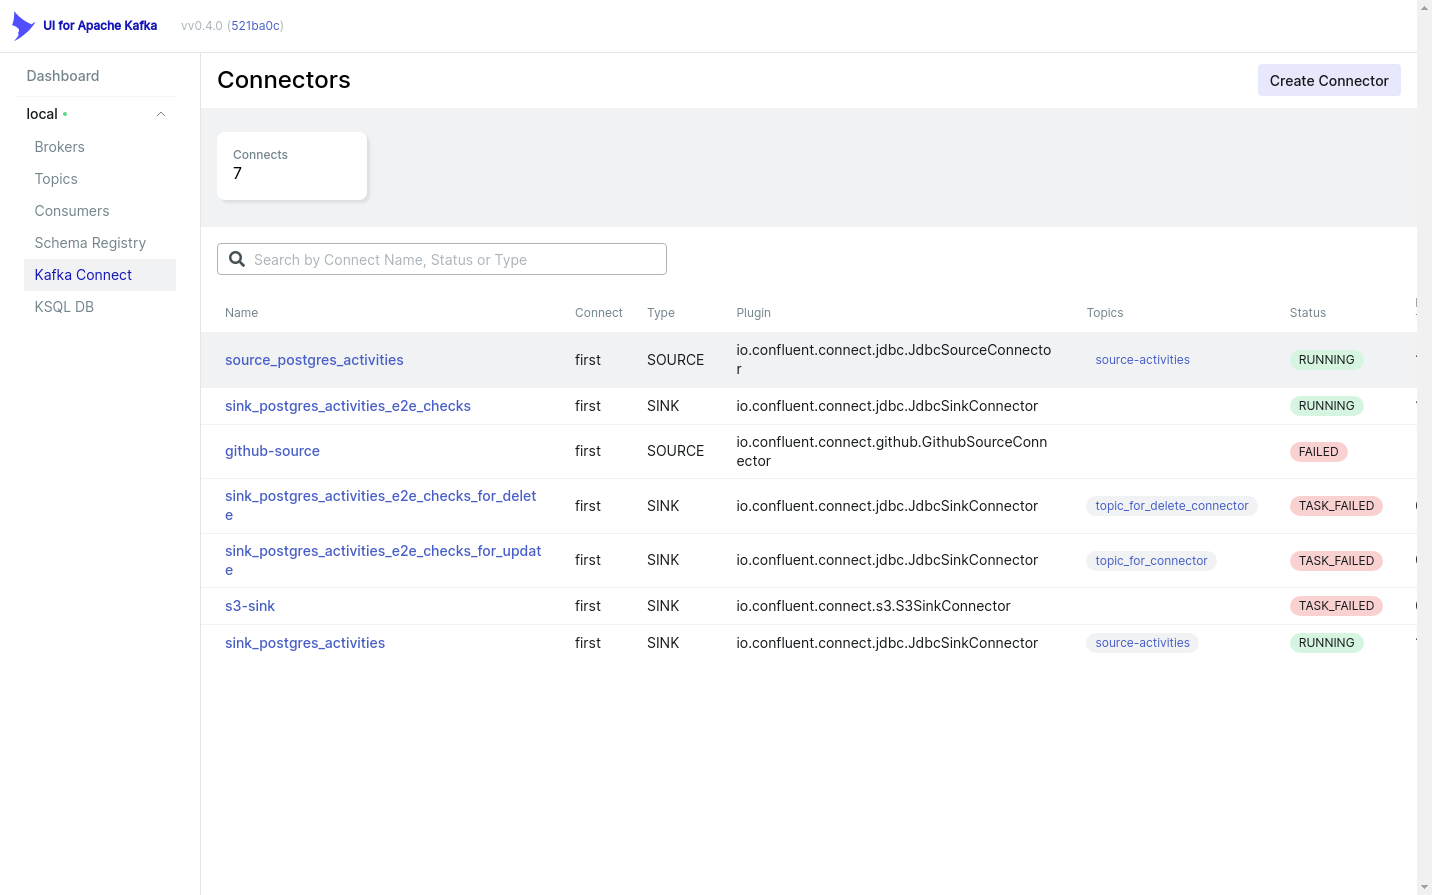 UI for Apache Kafka
vv0.4.0 (521ba0c)
Dashboard
local
Brokers
Topics
Consumers
Schema Registry
Kafka Connect
KSQL DB
Connectors
Create Connector
Connects
7
Search by Connect Name, Status or Type
Name Connect Type Plugin Topics Status
source_postgres_activities first SOURCE io.confluent.connect.jdbc.JdbcSourceConnecto
r source-activities RUNNING
sink_postgres_activities_e2e_checks first SINK io.confluent.connect.jdbc.JdbcSinkConnector RUNNING
github-source first SOURCE io.confluent.connect.github.GithubSourceConn
ector FAILED
sink_postgres_activities_e2e_checks_for_delet
e first SINK io.confluent.connect.jdbc.JdbcSinkConnector topic_for_delete_connector TASK_FAILED
sink_postgres_activities_e2e_checks_for_updat
e first SINK io.confluent.connect.jdbc.JdbcSinkConnector topic_for_connector TASK_FAILED
s3-sink first SINK io.confluent.connect.s3.S3SinkConnector TASK_FAILED
sink_postgres_activities first SINK io.confluent.connect.jdbc.JdbcSinkConnector source-activities RUNNING